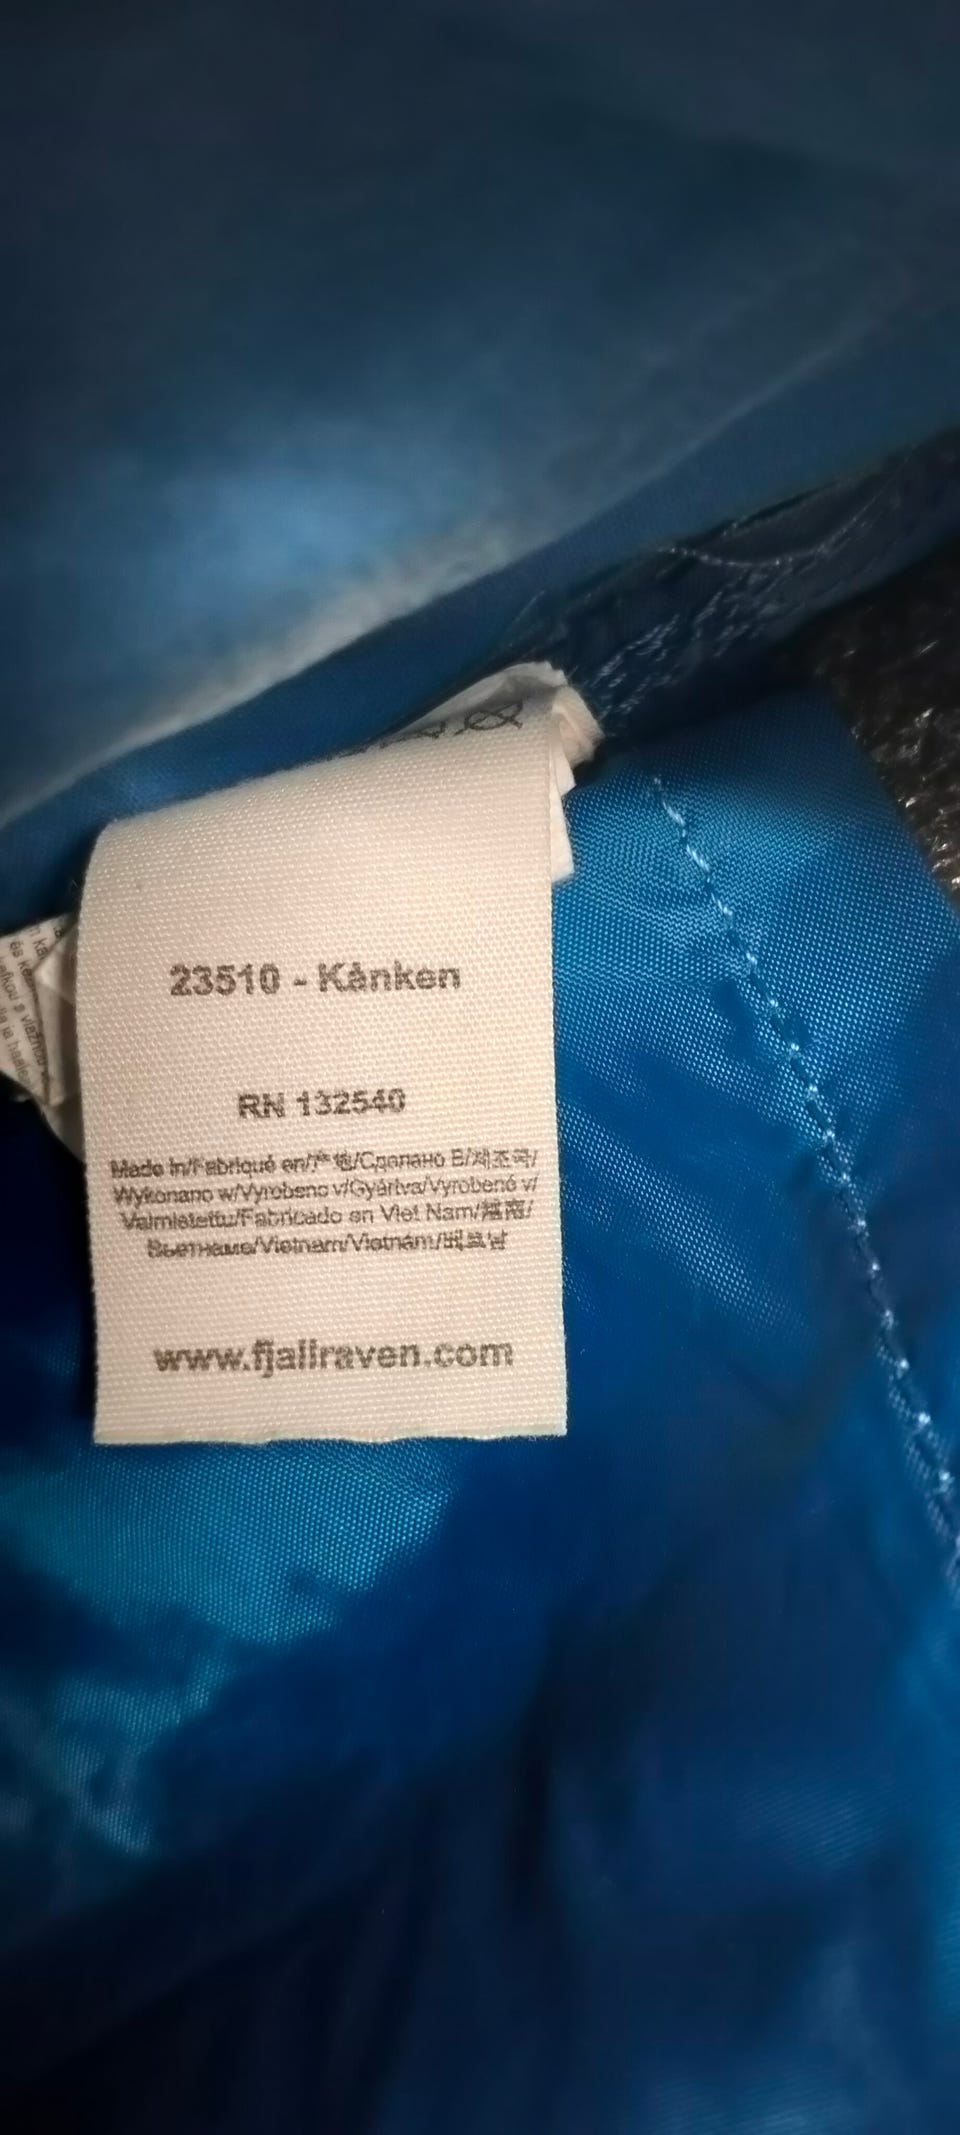 23510 - Kånken
RN 132540
Made in/Fabriqué en/产地/Сделано В/제조국/
Wykonano w/Vyrobeno v/Gyártva/Vyrobené v/
Valmistettu/Fabricado en Viet Nam/越南/
Вьетнаме/Vietnam/Vietnám/베트남
www.fjallraven.com